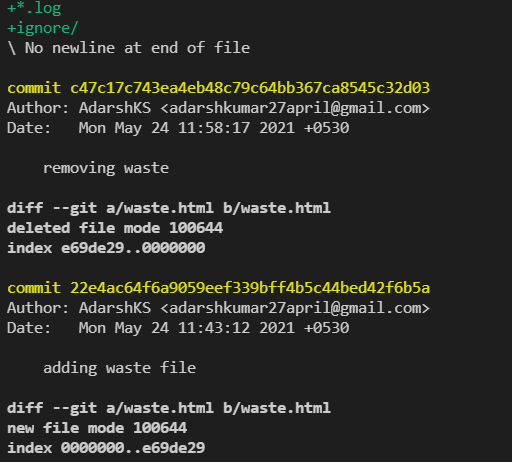 +*.log
+ignore/
\ No newline at end of file
commit c47c17c743ea4eb48c79c64bb367ca8545c32d03
Author: AdarshKS <adarshkumar27april@gmail.com>
Date:   Mon May 24 11:58:17 2021 +0530
removing waste
diff --git a/waste.html b/waste.html
deleted file mode 100644
index e69de29..0000000
commit 22e4ac64f6a9059eef339bff4b5c44bed42f6b5a
Author: AdarshKS <adarshkumar27april@gmail.com>
Date:   Mon May 24 11:43:12 2021 +0530
adding waste file
diff --git a/waste.html b/waste.html
new file mode 100644
index 0000000..e69de29